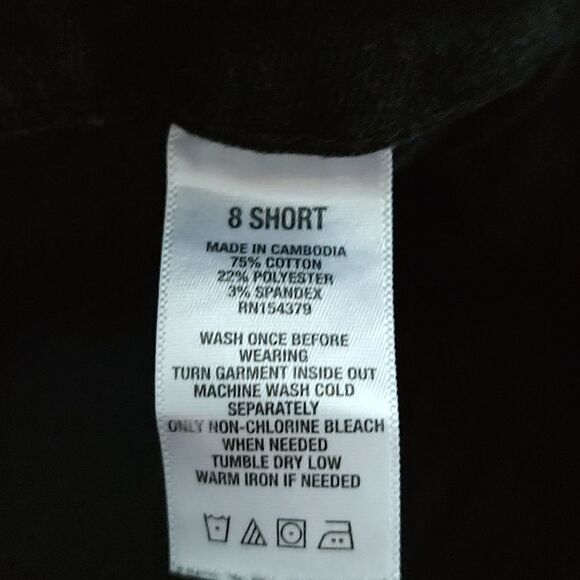 8 SHORT
MADE IN CAMBODIA
75% COTTON
22% POLYESTER
3% SPANDEX
RN154379
WASH ONCE BEFORE
WEARING
TURN GARMENT INSIDE OUT
MACHINE WASH COLD
SEPARATELY
ONLY NON-CHLORINE BLEACH
WHEN NEEDED
TUMBLE DRY LOW
WARM IRON IF NEEDED